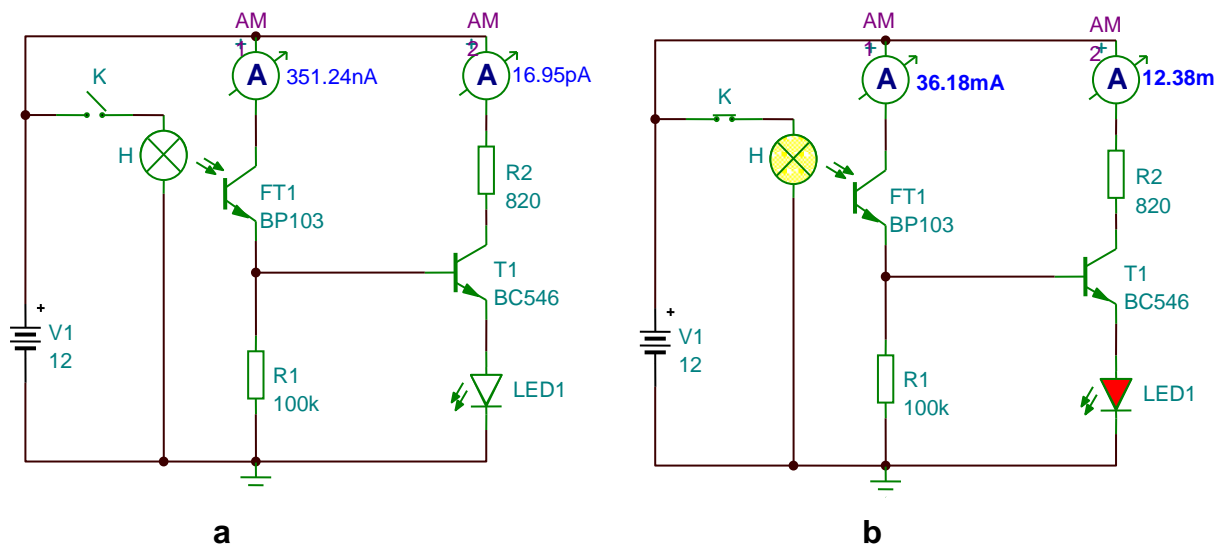 AM
1
+
A
351.24nA
AM
2
+
A
16.95pA
K
H
FT1
BP103
R2
820
T1
BC546
+
V1
12
R1
100k
LED1
a
AM
1
+
A
36.18mA
AM
2
+
A
12.38m
K
H
FT1
BP103
R2
820
T1
BC546
+
V1
12
R1
100k
LED1
b